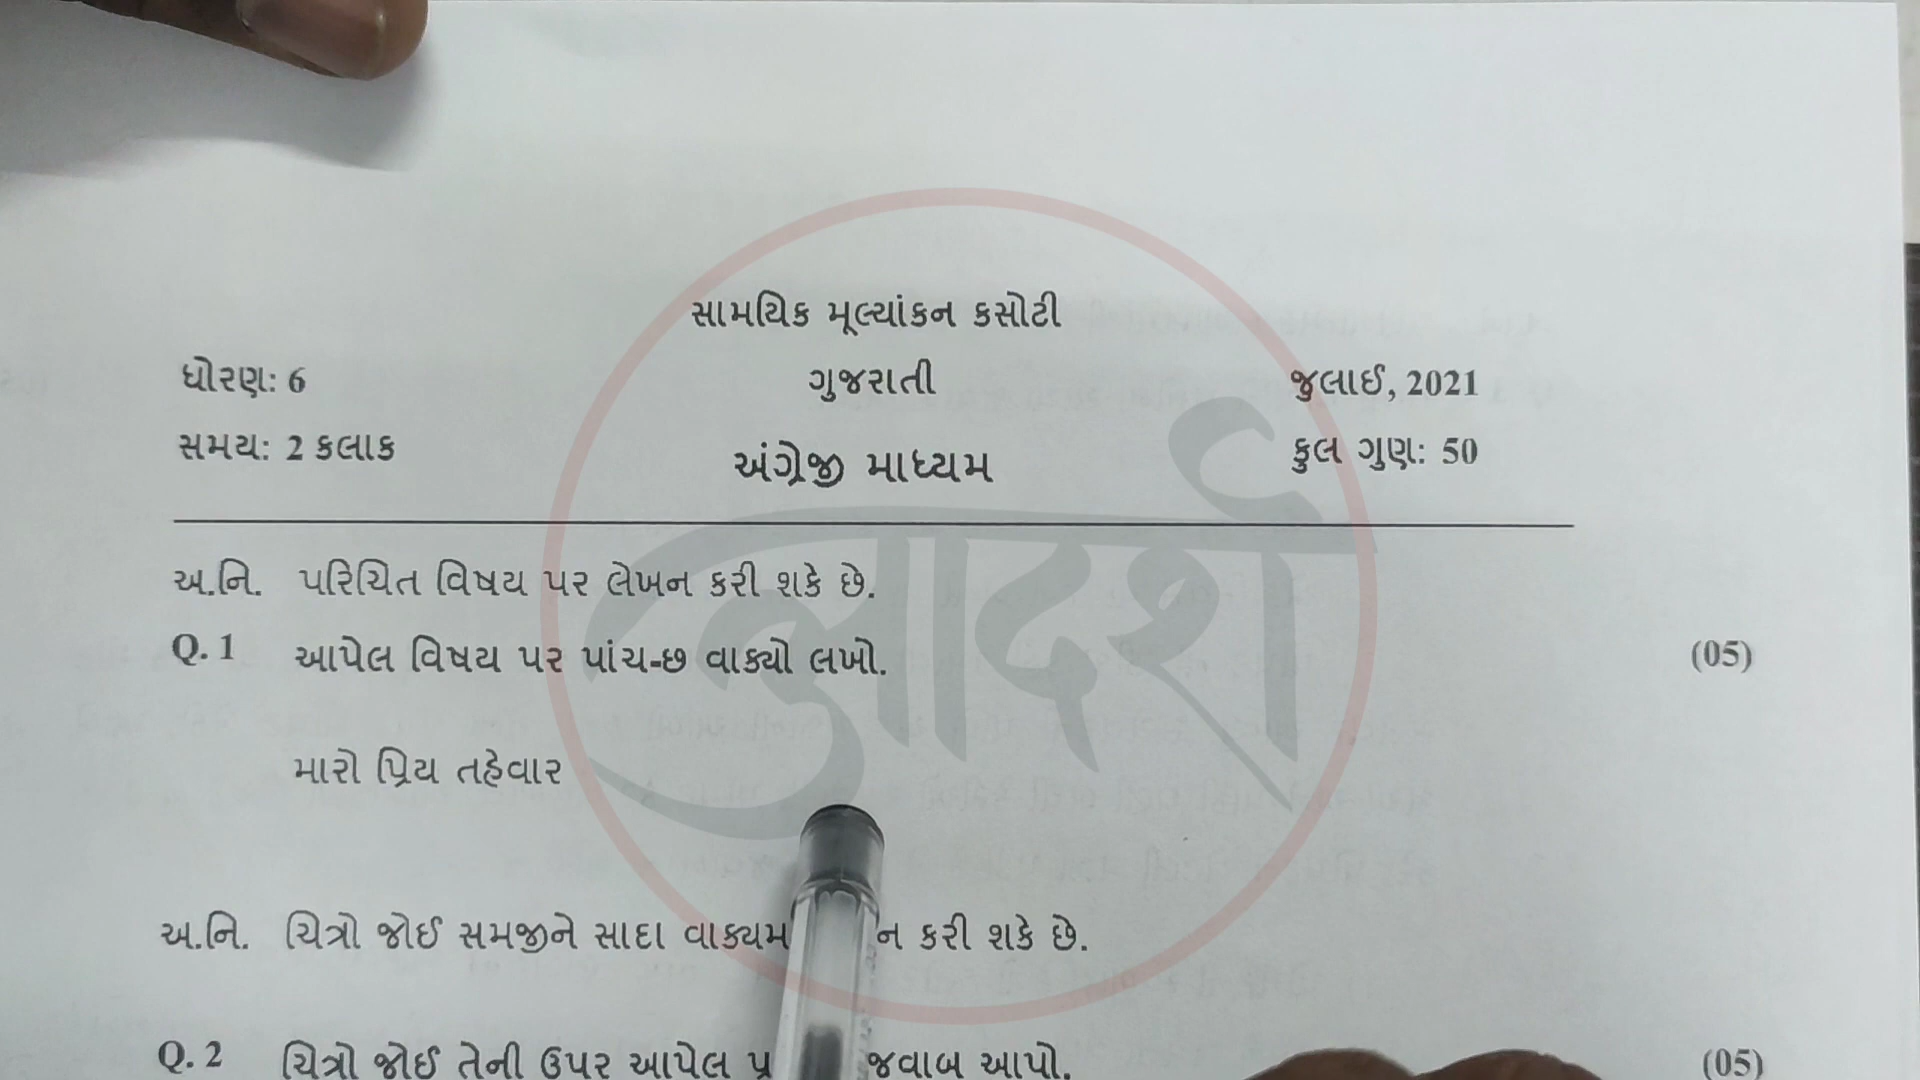 સામયિક મૂલ્યાંકન કસોટી
ધોરણ: 6 ગુજરાતી જુલાઈ, 2021
સમય: 2 કલાક અંગ્રેજી માધ્યમ કુલ ગુણ: 50
અ.નિ. પરિચિત વિષય પર લેખન કરી શકે છે.
Q. 1 આપેલ વિષય પર પાંચ-છ વાક્યો લખો. (05)
મારો પ્રિય તહેવાર
અ.નિ. ચિત્રો જોઈ સમજીને સાદા કરી શકે છે.
Q. 2 ચિત્રો જોઈ તેની ઉપર આપેલ જવાબ આપો. (05)
आदर्श